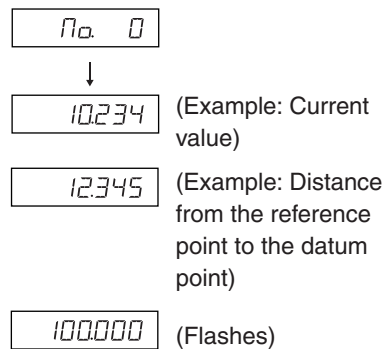 No. 0
↓
10.234 (Example: Current
value)
12.345 (Example: Distance
from the reference
point to the datum
point)
100.000 (Flashes)